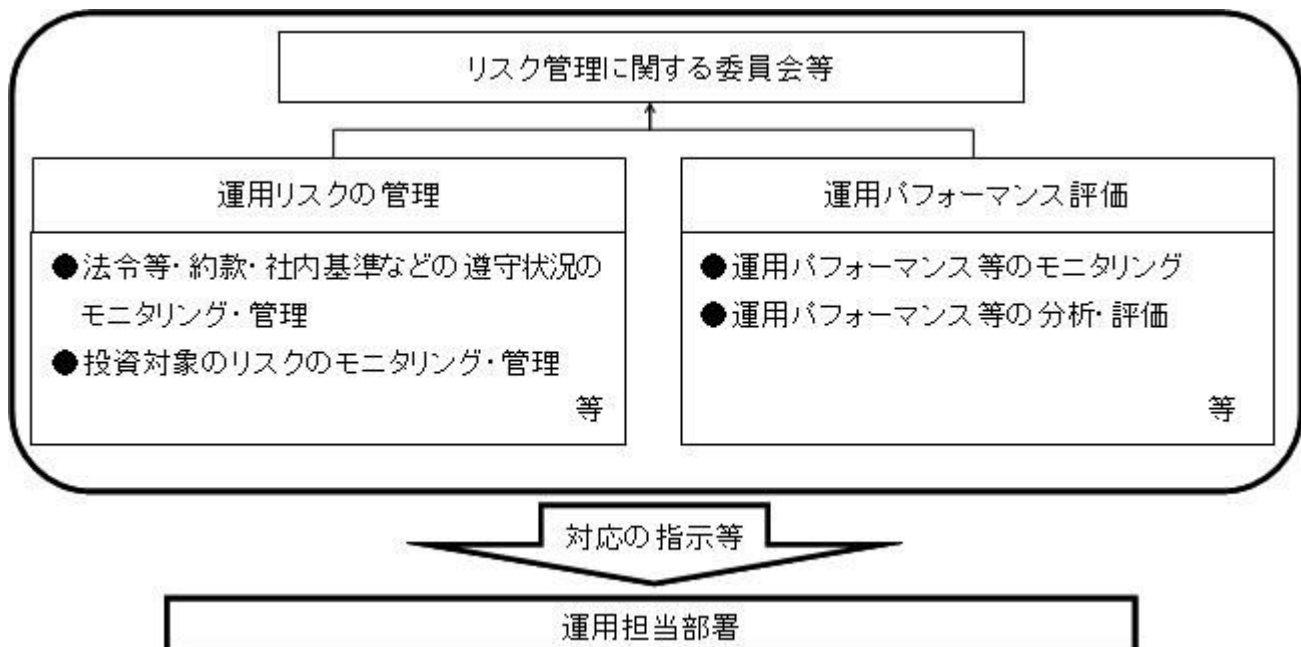 リスク管理に関する委員会等
運用リスクの管理
●法令等・約款・社内基準などの遵守状況の
モニタリング・管理
●投資対象のリスクのモニタリング・管理
等
運用パフォーマンス評価
●運用パフォーマンス等のモニタリング
●運用パフォーマンス等の分析・評価
等
対応の指示等
運用担当部署